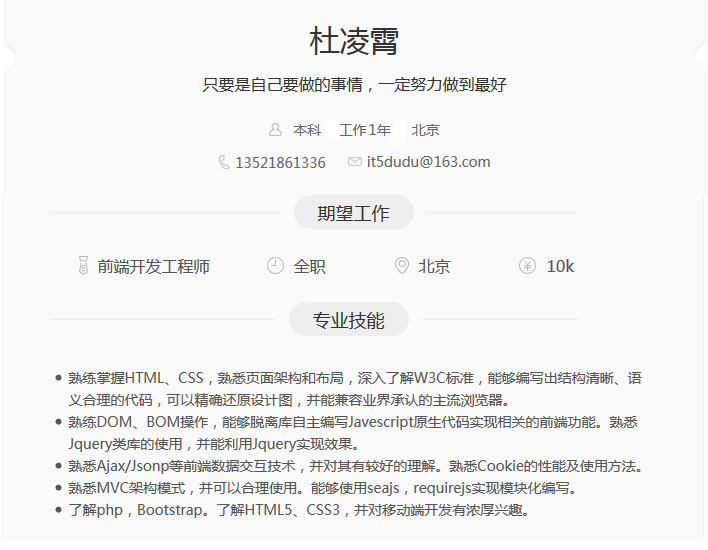 杜凌霄
只要是自己要做的事情，一定努力做到最好
本科 工作1年 北京
13521861336 it5dudu@163.com
期望工作
前端开发工程师 全职 北京 10k
专业技能
熟练掌握HTML、CSS，熟悉页面架构和布局，深入了解W3C标准，能够编写出结构清晰、语
义合理的代码，可以精确还原设计图，并能兼容业界承认的主流浏览器。
熟练DOM、BOM操作，能够脱离库自主编写Javescript原生代码实现相关的前端功能。熟悉
Jquery类库的使用，并能利用Jquery实现效果。
熟悉Ajax/Jsonp等前端数据交互技术，并对其有较好的理解。熟悉Cookie的性能及使用方法。
熟悉MVC架构模式，并可以合理使用。能够使用seajs，requirejs实现模块化编写。
了解php，Bootstrap。了解HTML5、CSS3，并对移动端开发有浓厚兴趣。